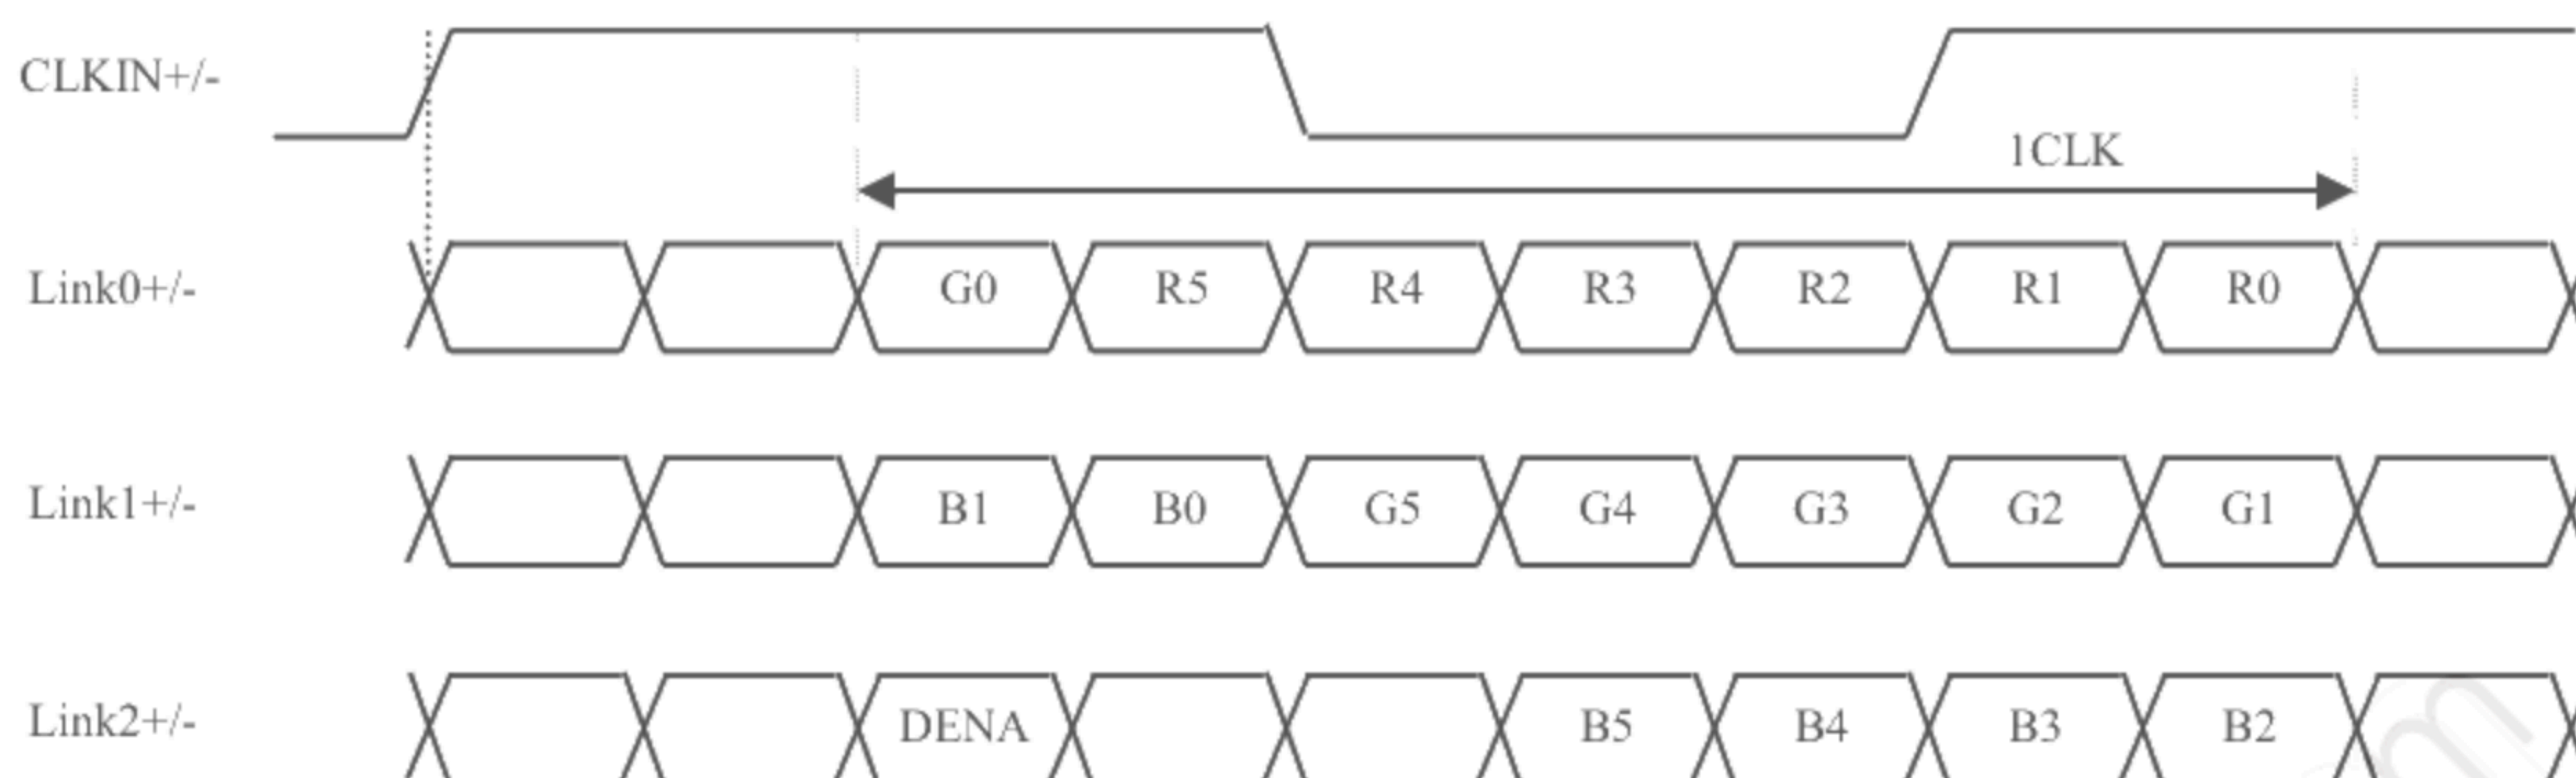 CLKIN+/-
1CLK
Link0+/- G0 R5 R4 R3 R2 R1 R0
Link1+/- B1 B0 G5 G4 G3 G2 G1
Link2+/- DENA B5 B4 B3 B2